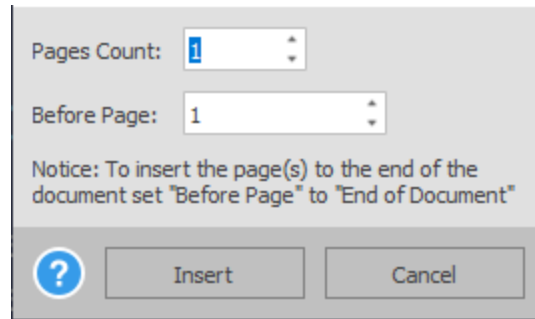 Pages Count: 1
Before Page: 1
Notice: To insert the page(s) to the end of the
document set "Before Page" to "End of Document"
? Insert Cancel